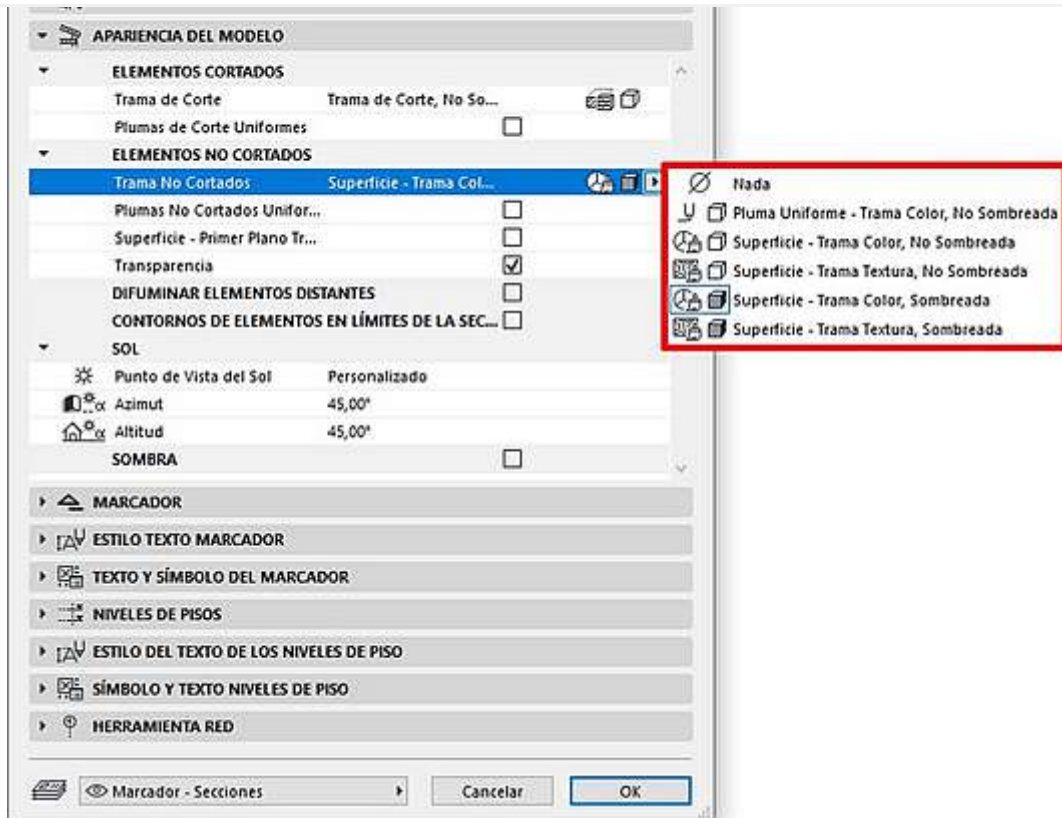 APARIENCIA DEL MODELO
ELEMENTOS CORTADOS
Trama de Corte Trama de Corte, No So...
Plumas de Corte Uniformes
ELEMENTOS NO CORTADOS
Trama No Cortados Superficie - Trama Col...
Plumas No Cortados Unifor...
Superficie - Primer Plano Tr...
Transparencia
DIFUMINAR ELEMENTOS DISTANTES
CONTORNOS DE ELEMENTOS EN LÍMITES DE LA SEC...
SOL
Punto de Vista del Sol Personalizado
Azimut 45,00°
Altitud 45,00°
SOMBRA
MARCADOR
ESTILO TEXTO MARCADOR
TEXTO Y SÍMBOLO DEL MARCADOR
NIVELES DE PISOS
ESTILO DEL TEXTO DE LOS NIVELES DE PISO
SÍMBOLO Y TEXTO NIVELES DE PISO
HERRAMIENTA RED
Marcador - Secciones Cancelar OK
Nada
Pluma Uniforme - Trama Color, No Sombreada
Superficie - Trama Color, No Sombreada
Superficie - Trama Textura, No Sombreada
Superficie - Trama Color, Sombreada
Superficie - Trama Textura, Sombreada